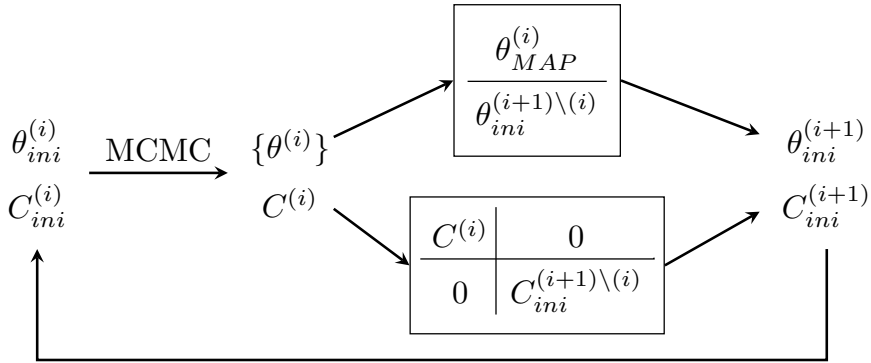 θ_{MAP}^{(i)}
θ_{ini}^{(i+1)\(i)}
θ_{ini}^{(i)} MCMC {θ^{(i)}} θ_{ini}^{(i+1)}
C_{ini}^{(i)} C^{(i)} C_{ini}^{(i+1)}
C^{(i)} 0
0 C_{ini}^{(i+1)\(i)}